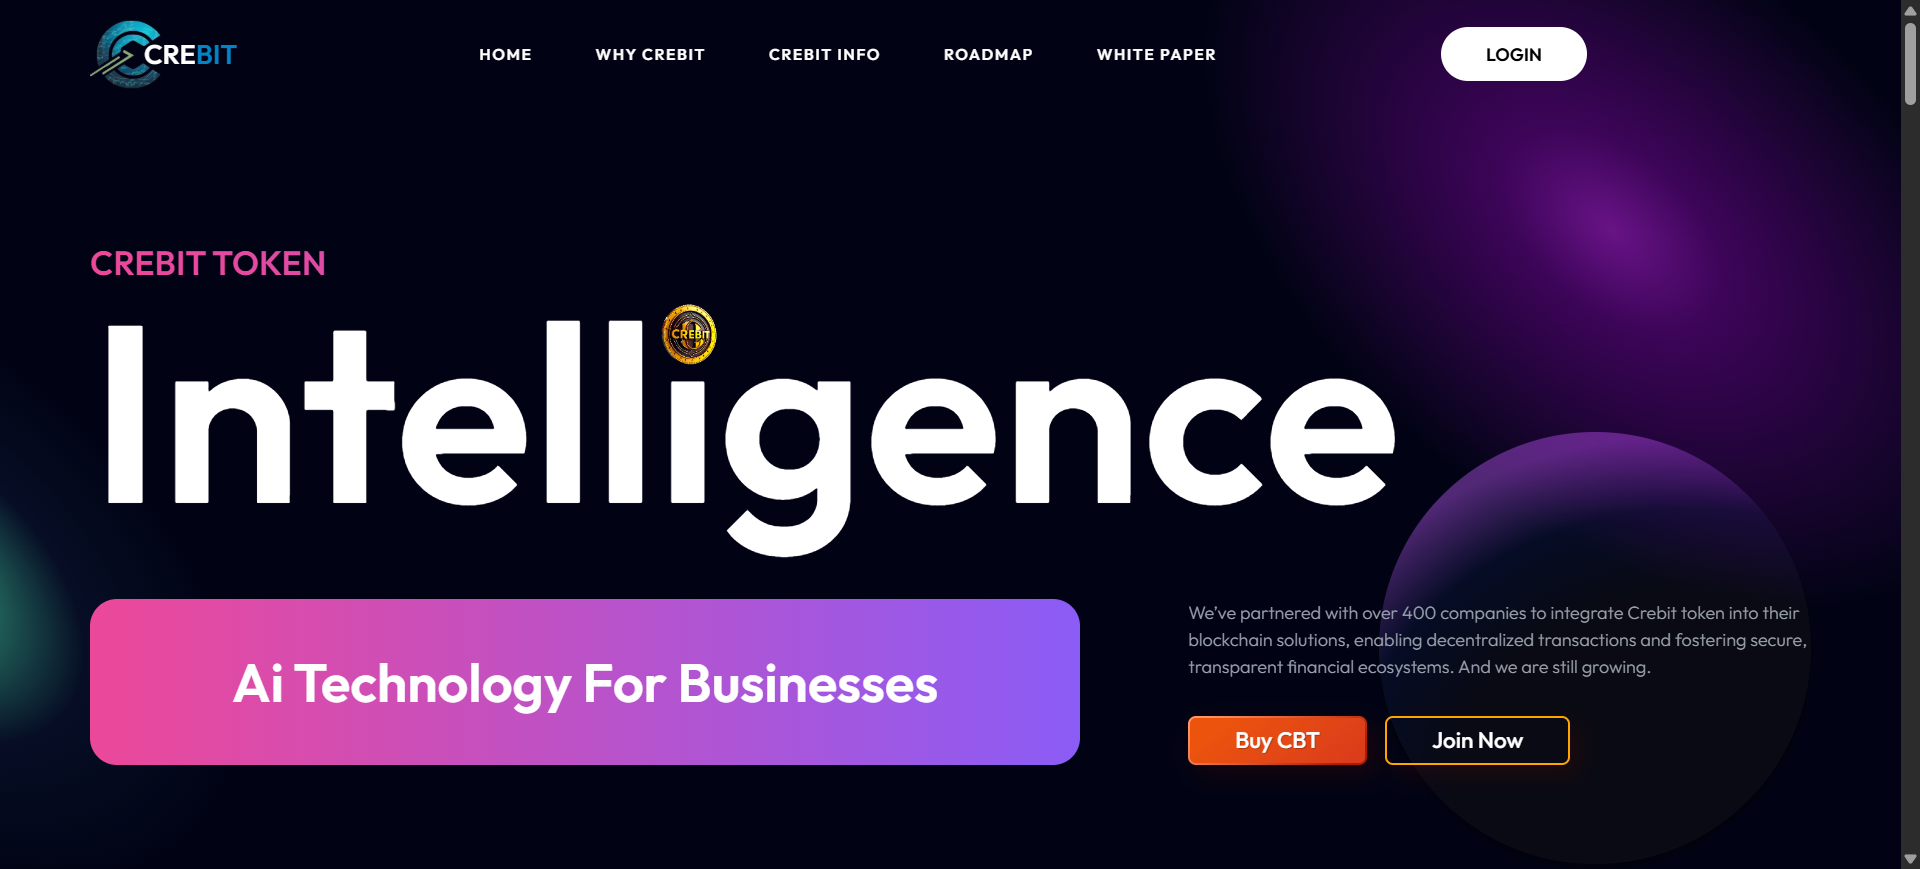 CREBIT
HOME
WHY CREBIT
CREBIT INFO
ROADMAP
WHITE PAPER
LOGIN
CREBIT TOKEN
Intelligence
CREBIT
Ai Technology For Businesses
We’ve partnered with over 400 companies to integrate Crebit token into their
blockchain solutions, enabling decentralized transactions and fostering secure,
transparent financial ecosystems. And we are still growing.
Buy CBT
Join Now